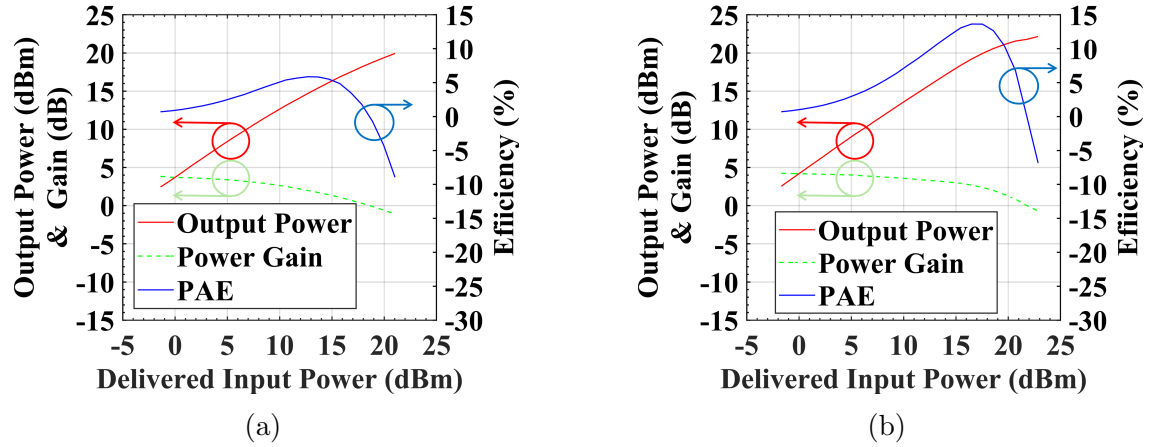 Output Power (dBm)
& Gain (dB)
25
20
15
10
5
0
-5
-10
-15
15
10
5
0
-5
-10
-15
-20
-25
-30
Efiiciency (%)
Output Power
Power Gain
PAE
-5 0 5 10 15 20 25
Delivered Input Power (dBm)
(a)
Output Power (dBm)
& Gain (dB)
25
20
15
10
5
0
-5
-10
-15
15
10
5
0
-5
-10
-15
-20
-25
-30
Efiiciency (%)
Output Power
Power Gain
PAE
-5 0 5 10 15 20 25
Delivered Input Power (dBm)
(b)